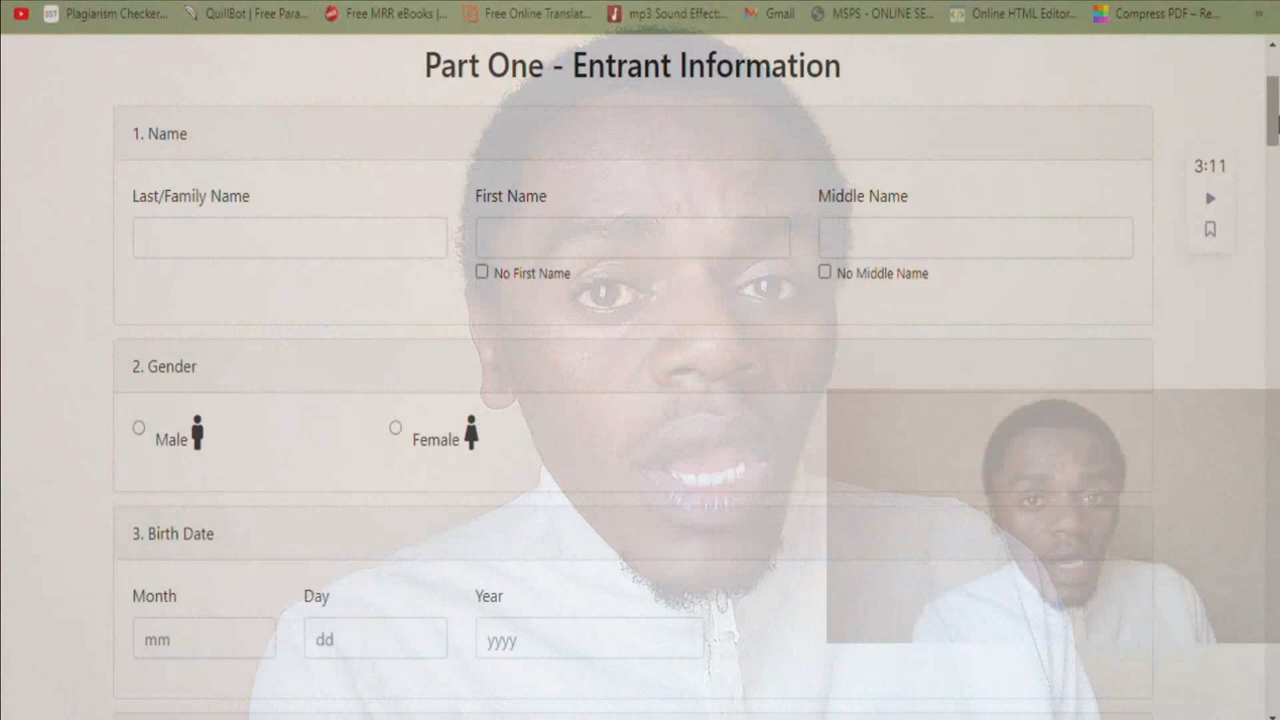 Plagiarism Checker... QuillBot | Free Para... Free MRR eBooks |... Free Online Translat... mp3 Sound Effect:... Gmail MSPS - ONLINE SE... Online HTML Editor... Compress PDF – Re... »
Part One - Entrant Information
1. Name
3:11
Last/Family Name First Name Middle Name
No First Name No Middle Name
2. Gender
Male Female
3. Birth Date
Month Day Year
mm dd yyyy